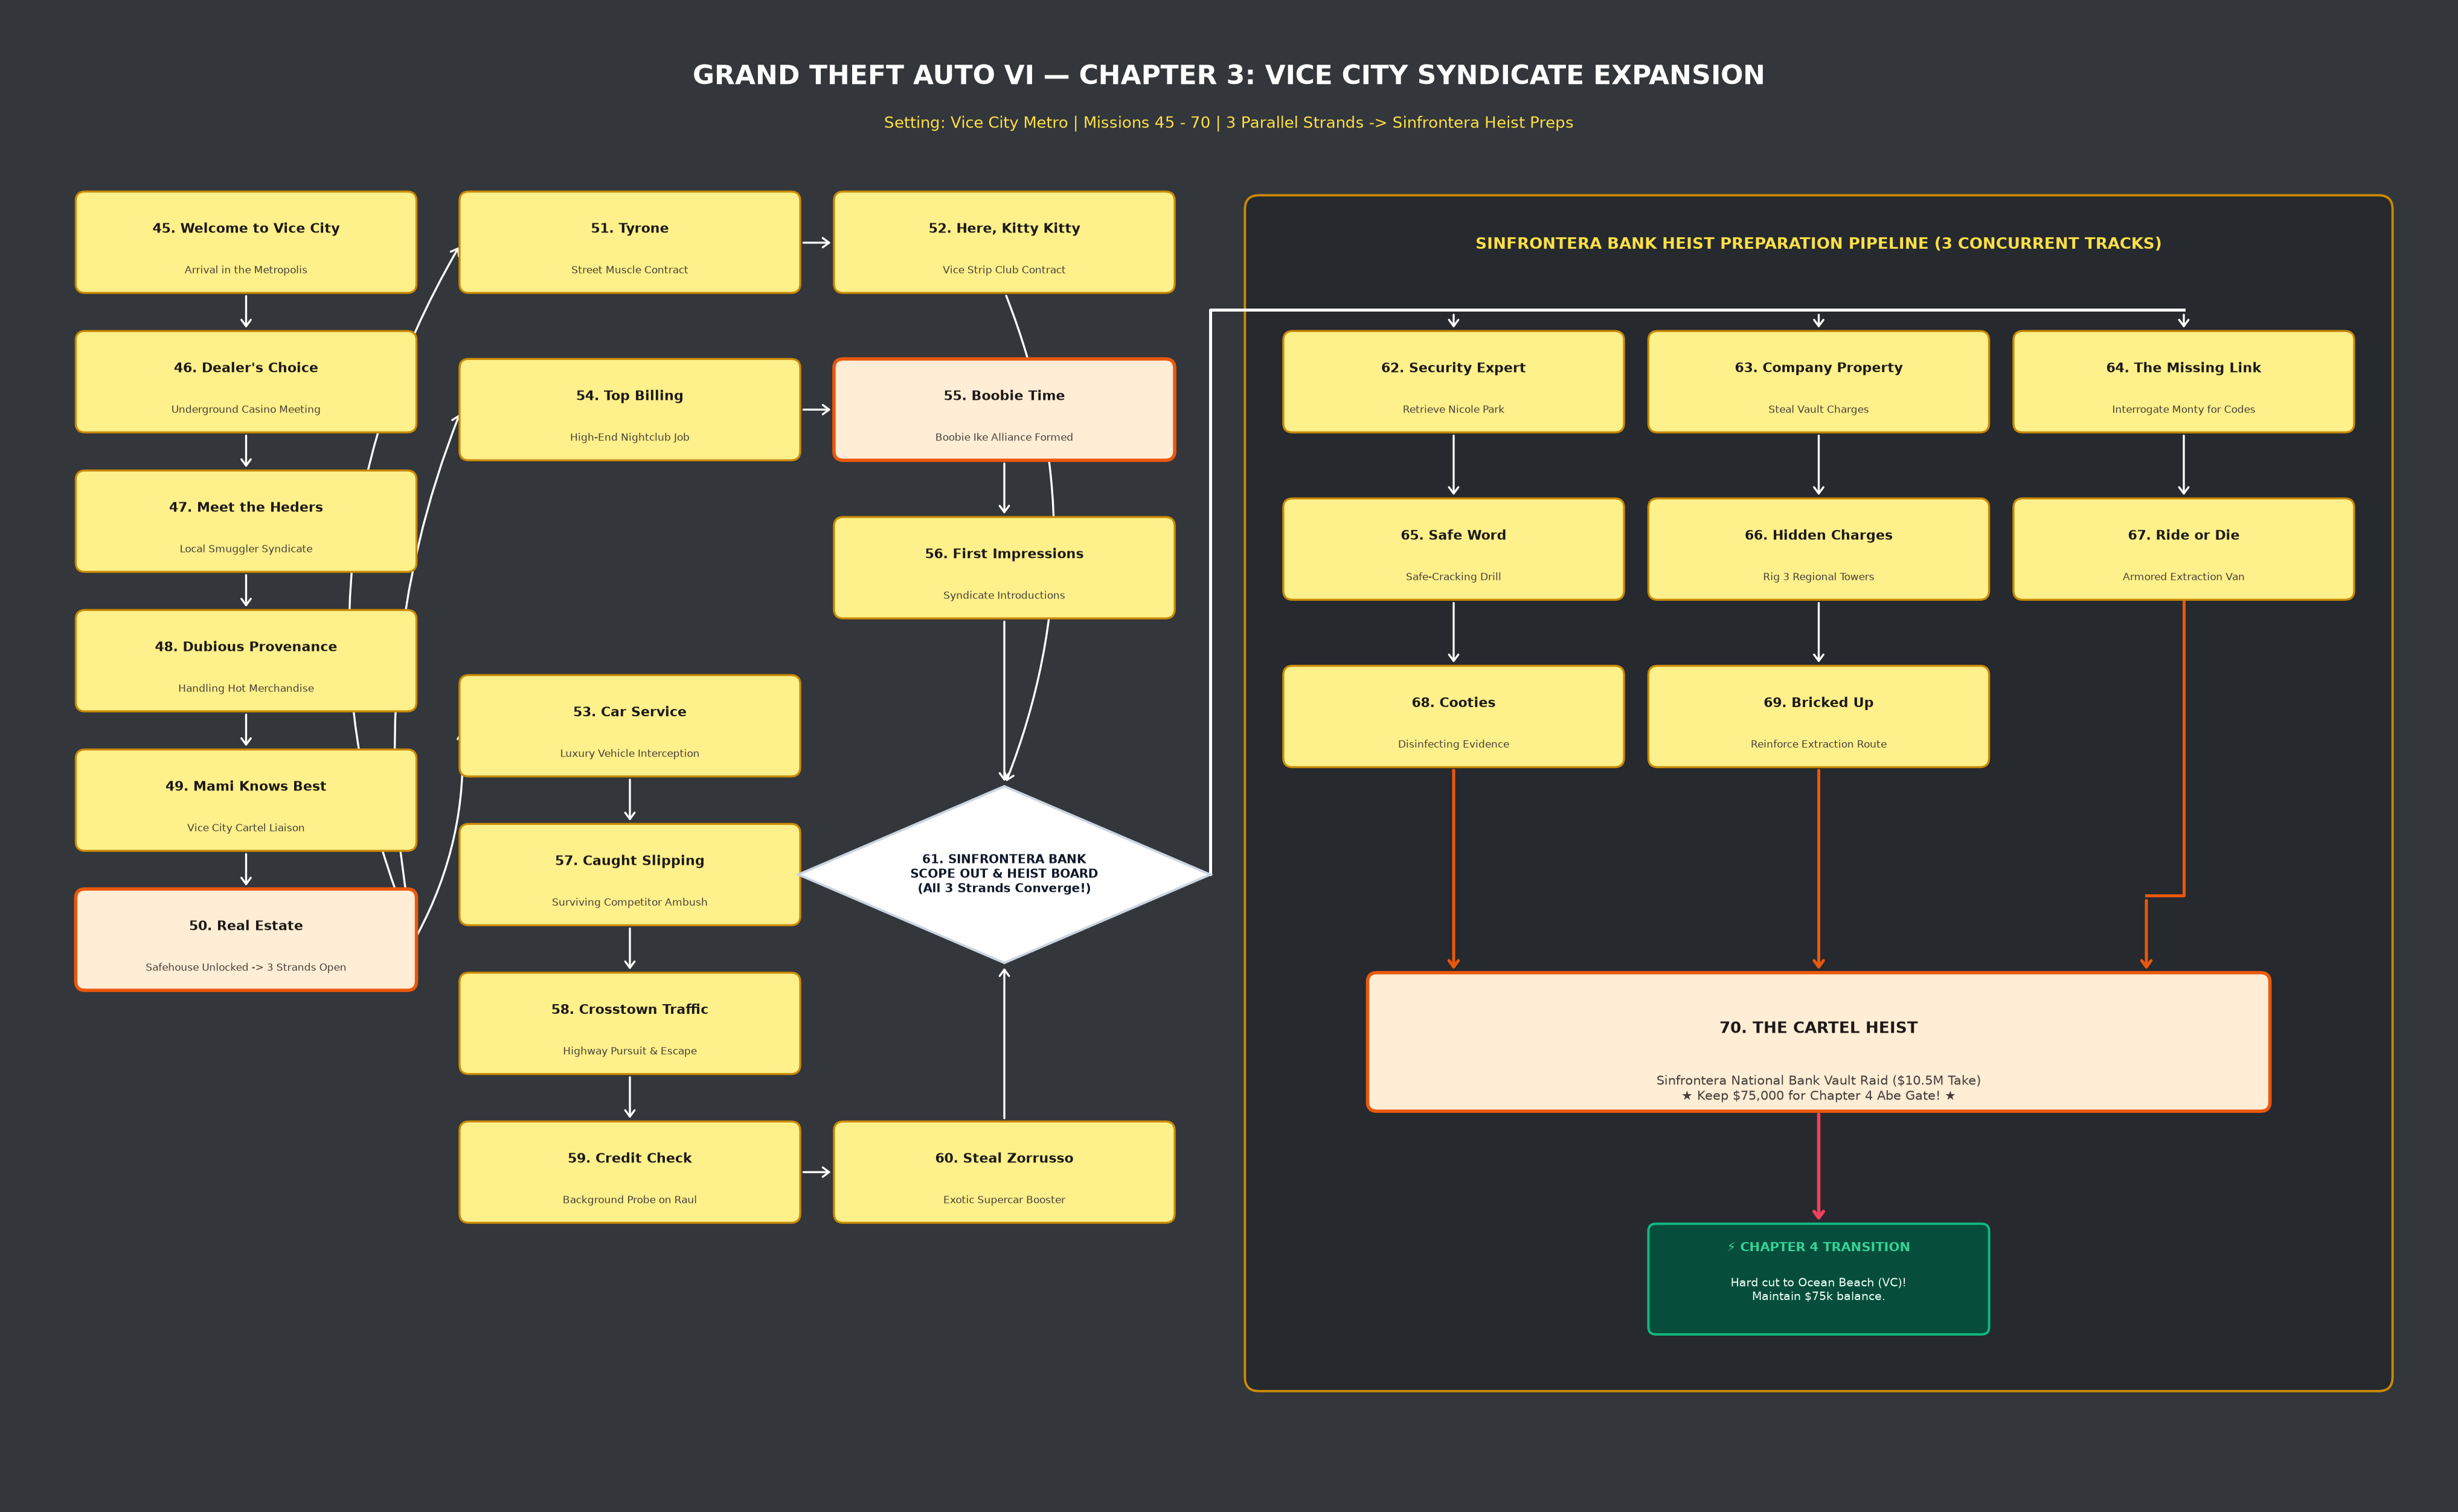 GRAND THEFT AUTO VI — CHAPTER 3: VICE CITY SYNDICATE EXPANSION
Setting: Vice City Metro | Missions 45 - 70 | 3 Parallel Strands -> Sinfrontera Heist Preps
45. Welcome to Vice City
Arrival in the Metropolis
46. Dealer's Choice
Underground Casino Meeting
47. Meet the Heders
Local Smuggler Syndicate
48. Dubious Provenance
Handling Hot Merchandise
49. Mami Knows Best
Vice City Cartel Liaison
50. Real Estate
Safehouse Unlocked -> 3 Strands Open
51. Tyrone
Street Muscle Contract
52. Here, Kitty Kitty
Vice Strip Club Contract
54. Top Billing
High-End Nightclub Job
55. Boobie Time
Boobie Ike Alliance Formed
56. First Impressions
Syndicate Introductions
53. Car Service
Luxury Vehicle Interception
57. Caught Slipping
Surviving Competitor Ambush
58. Crosstown Traffic
Highway Pursuit & Escape
59. Credit Check
Background Probe on Raul
60. Steal Zorrusso
Exotic Supercar Booster
61. SINFRONTERA BANK
SCOPE OUT & HEIST BOARD
(All 3 Strands Converge!)
SINFRONTERA BANK HEIST PREPARATION PIPELINE (3 CONCURRENT TRACKS)
62. Security Expert
Retrieve Nicole Park
63. Company Property
Steal Vault Charges
64. The Missing Link
Interrogate Monty for Codes
65. Safe Word
Safe-Cracking Drill
66. Hidden Charges
Rig 3 Regional Towers
67. Ride or Die
Armored Extraction Van
68. Cooties
Disinfecting Evidence
69. Bricked Up
Reinforce Extraction Route
70. THE CARTEL HEIST
Sinfrontera National Bank Vault Raid ($10.5M Take)
★ Keep $75,000 for Chapter 4 Abe Gate! ★
⚡ CHAPTER 4 TRANSITION
Hard cut to Ocean Beach (VC)!
Maintain $75k balance.